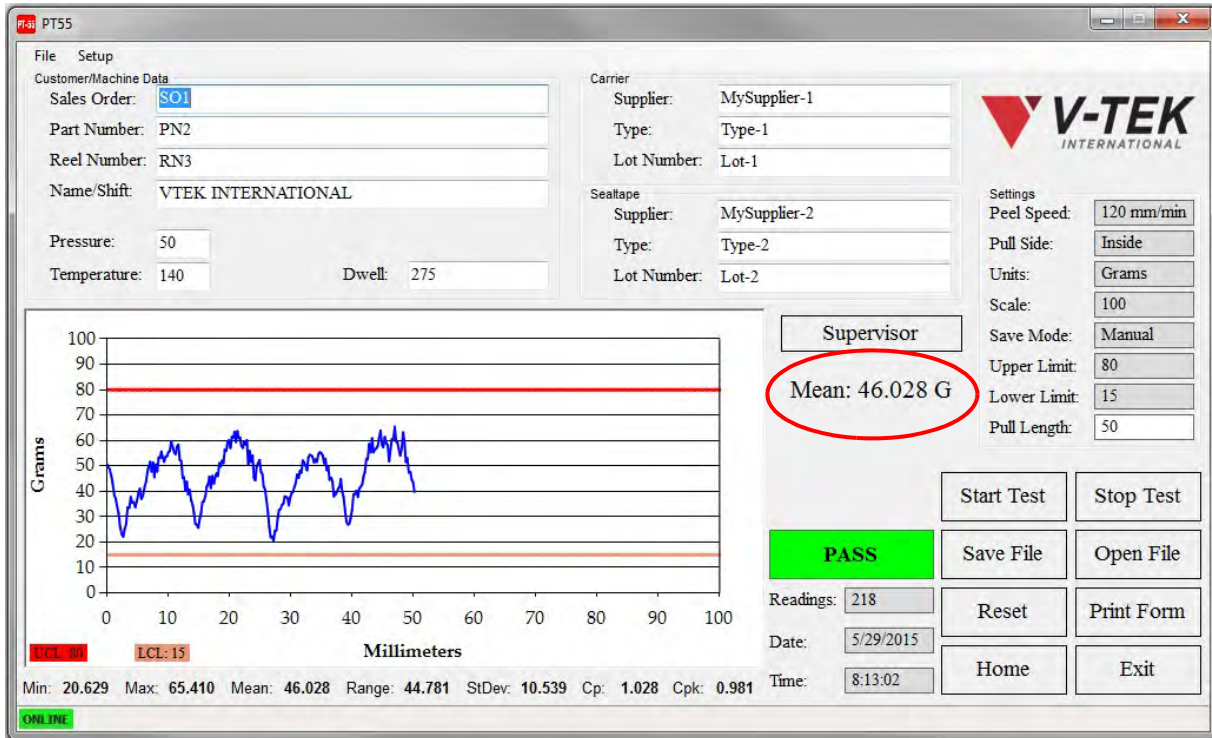 PT-55 PT55
File Setup
Customer/Machine Data
Sales Order: SO1
Part Number: PN2
Reel Number: RN3
Name/Shift: VTEK INTERNATIONAL
Pressure: 50
Temperature: 140 Dwell: 275
Carrier
Supplier: MySupplier-1
Type: Type-1
Lot Number: Lot-1
Sealtape
Supplier: MySupplier-2
Type: Type-2
Lot Number: Lot-2
V-TEK
INTERNATIONAL
Settings
Peel Speed: 120 mm/min
Pull Side: Inside
Units: Grams
Scale: 100
Save Mode: Manual
Upper Limit: 80
Lower Limit: 15
Pull Length: 50
Supervisor
Mean: 46.028 G
100
90
80
70
60
50
40
30
20
10
0
Grams
0 10 20 30 40 50 60 70 80 90 100
Millimeters
UCL: 80 LCL: 15
Min: 20.629 Max: 65.410 Mean: 46.028 Range: 44.781 StDev: 10.539 Cp: 1.028 Cpk: 0.981
PASS
Readings: 218
Date: 5/29/2015
Time: 8:13:02
Start Test Stop Test
Save File Open File
Reset Print Form
Home Exit
ONLINE